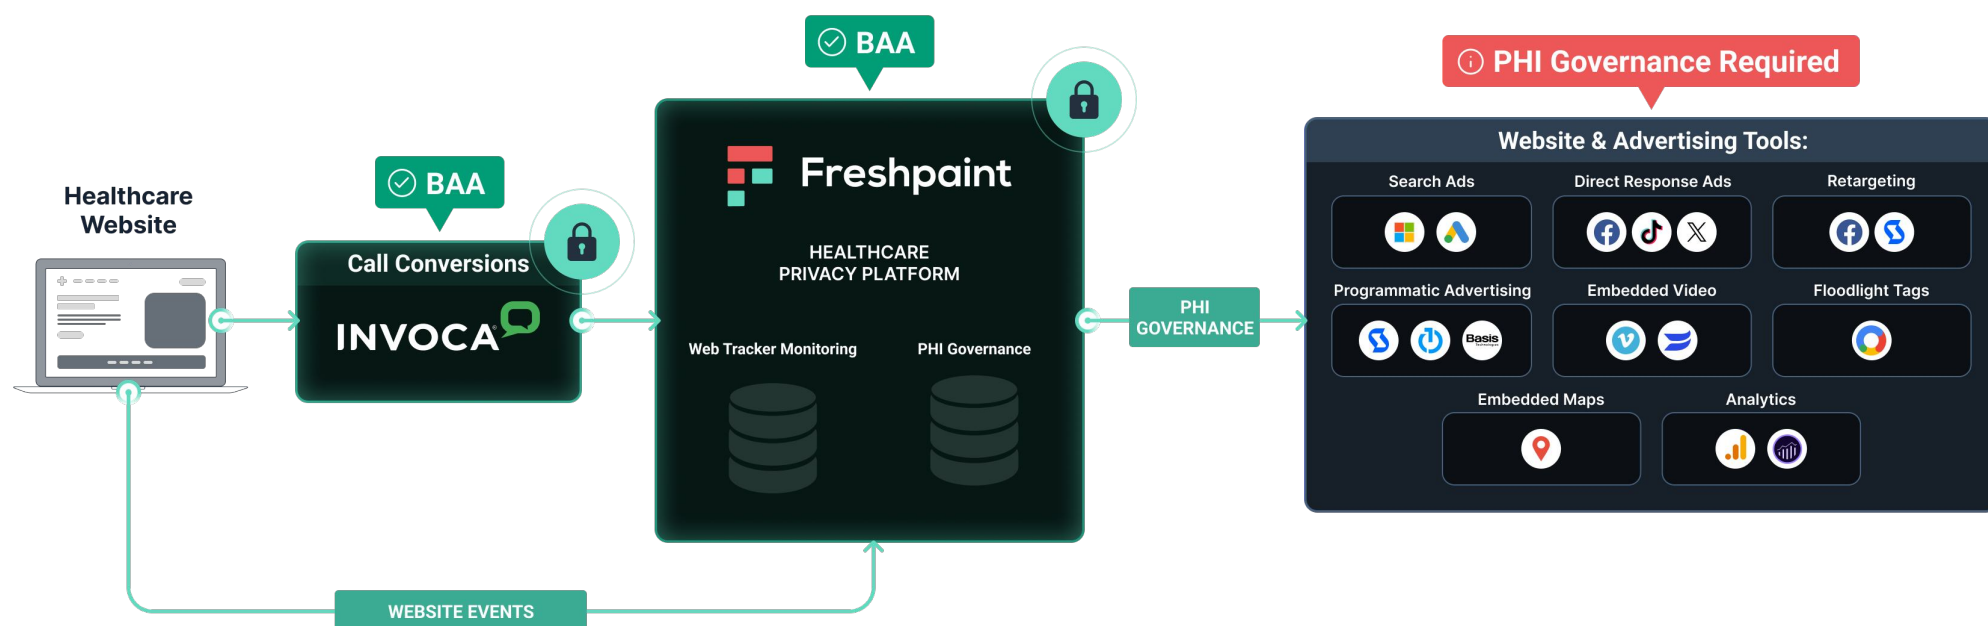 BAA
PHI Governance Required
Healthcare
Website
BAA
Call Conversions
INVOCA
Freshpaint
HEALTHCARE
PRIVACY PLATFORM
Web Tracker Monitoring
PHI Governance
PHI
GOVERNANCE
Website & Advertising Tools:
Search Ads
Direct Response Ads
Retargeting
Programmatic Advertising
Basis
Embedded Video
Floodlight Tags
Embedded Maps
Analytics
WEBSITE EVENTS